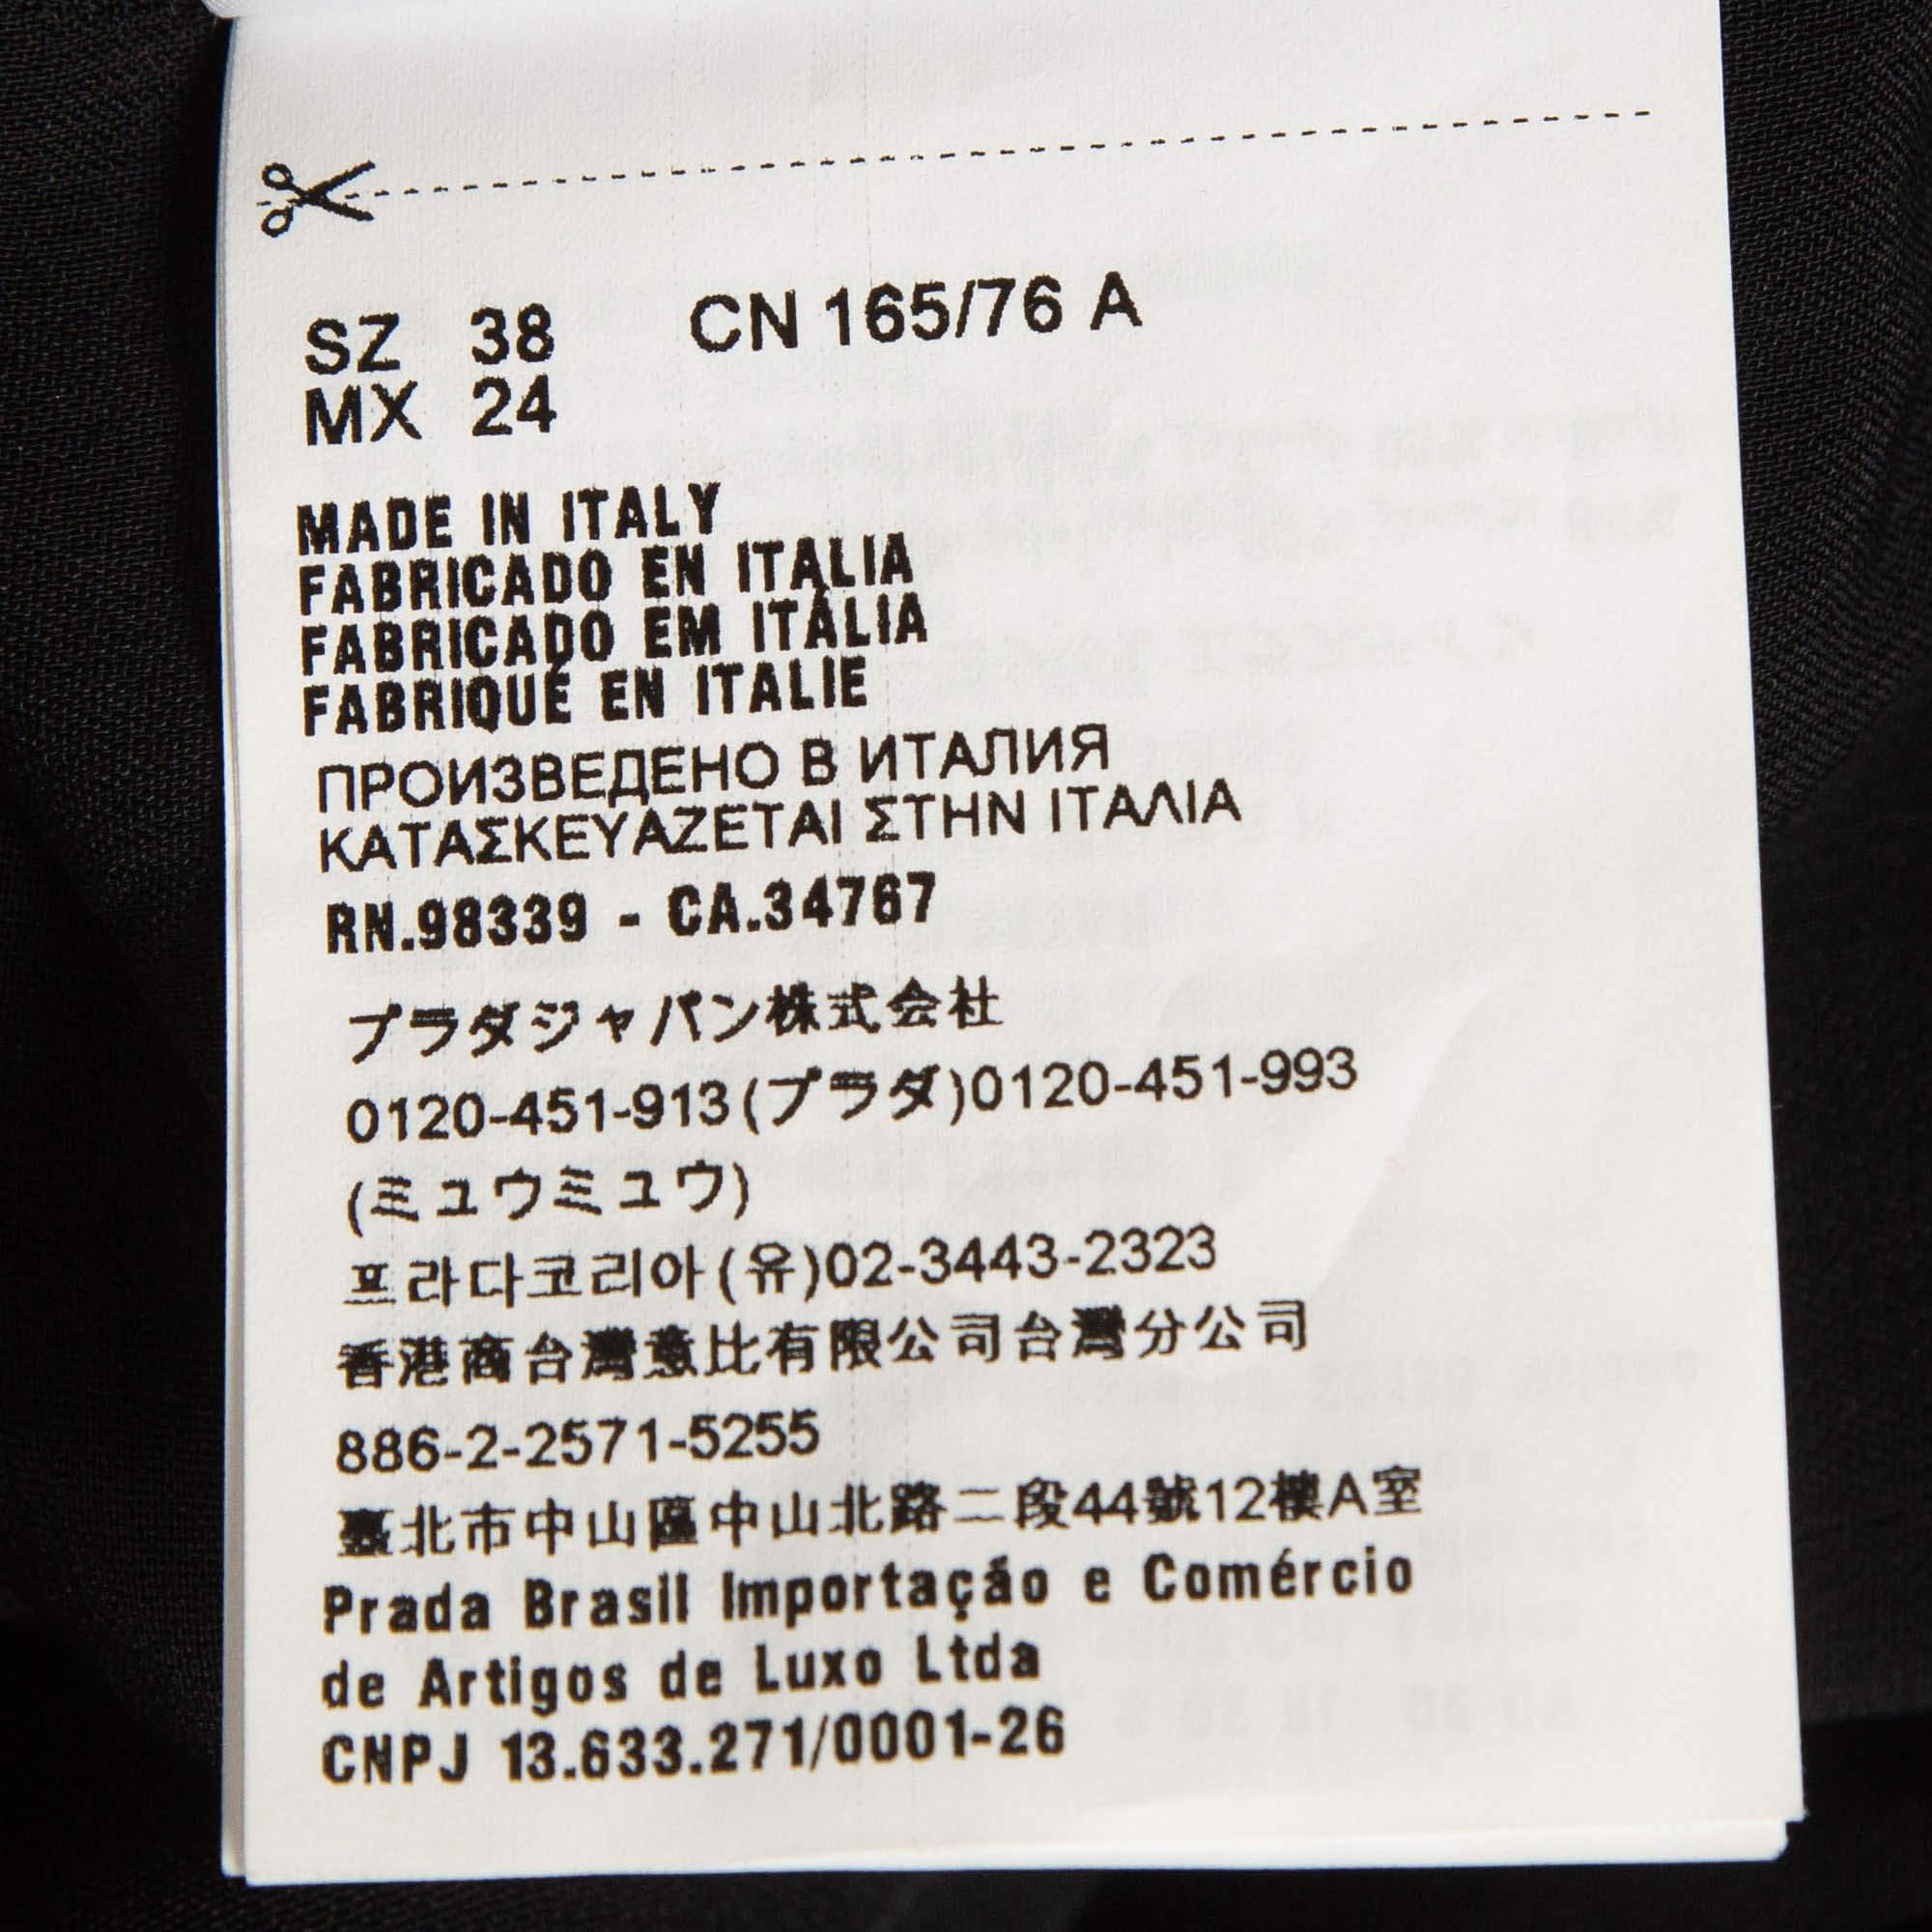 SZ 38 CN 165/76 A
MX 24
MADE IN ITALY
FABRICADO EN ITALIA
FABRICADO EM ITÁLIA
FABRIQUÉ EN ITALIE
ПРОИЗВЕДЕНО В ИТАЛИЯ
ΚΑΤΑΣΚΕΥΑΖΕΤΑΙ ΣΤΗΝ ΙΤΑΛΙΑ
RN.98339 - CA.34767
プラダジャパン株式会社
0120-451-913(プラダ)0120-451-993
(ミュウミュウ)
프라다코리아(유)02-3443-2323
香港商台灣意比有限公司台灣分公司
886-2-2571-5255
臺北市中山區中山北路二段44號12樓A室
Prada Brasil Importação e Comércio
de Artigos de Luxo Ltda
CNPJ 13.633.271/0001-26